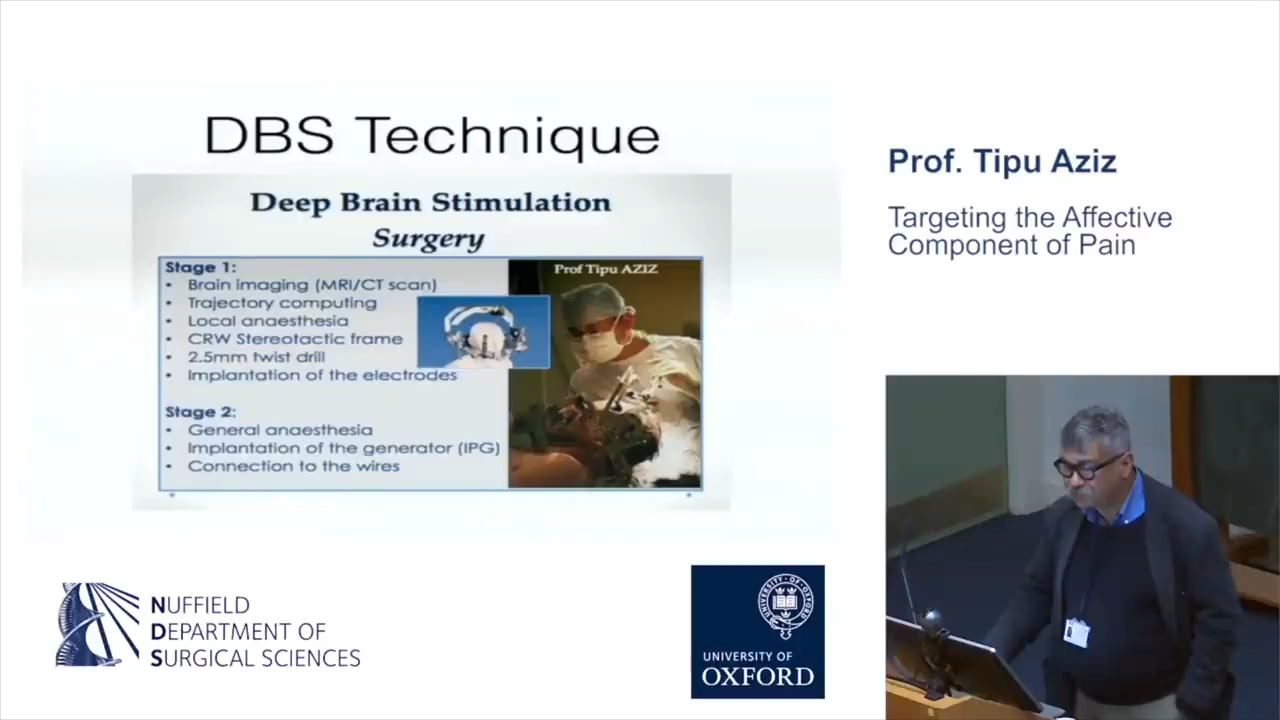 DBS Technique
Deep Brain Stimulation
Surgery
Stage 1:
• Brain imaging (MRI/CT scan)
• Trajectory computing
• Local anaesthesia
• CRW Stereotactic frame
• 2.5mm twist drill
• Implantation of the electrodes
Stage 2:
• General anaesthesia
• Implantation of the generator (IPG)
• Connection to the wires
Prof Tipu AZIZ
Prof. Tipu Aziz
Targeting the Affective
Component of Pain
NUFFIELD
DEPARTMENT OF
SURGICAL SCIENCES
UNIVERSITY OF OXFORD
UNIVERSITY OF
OXFORD